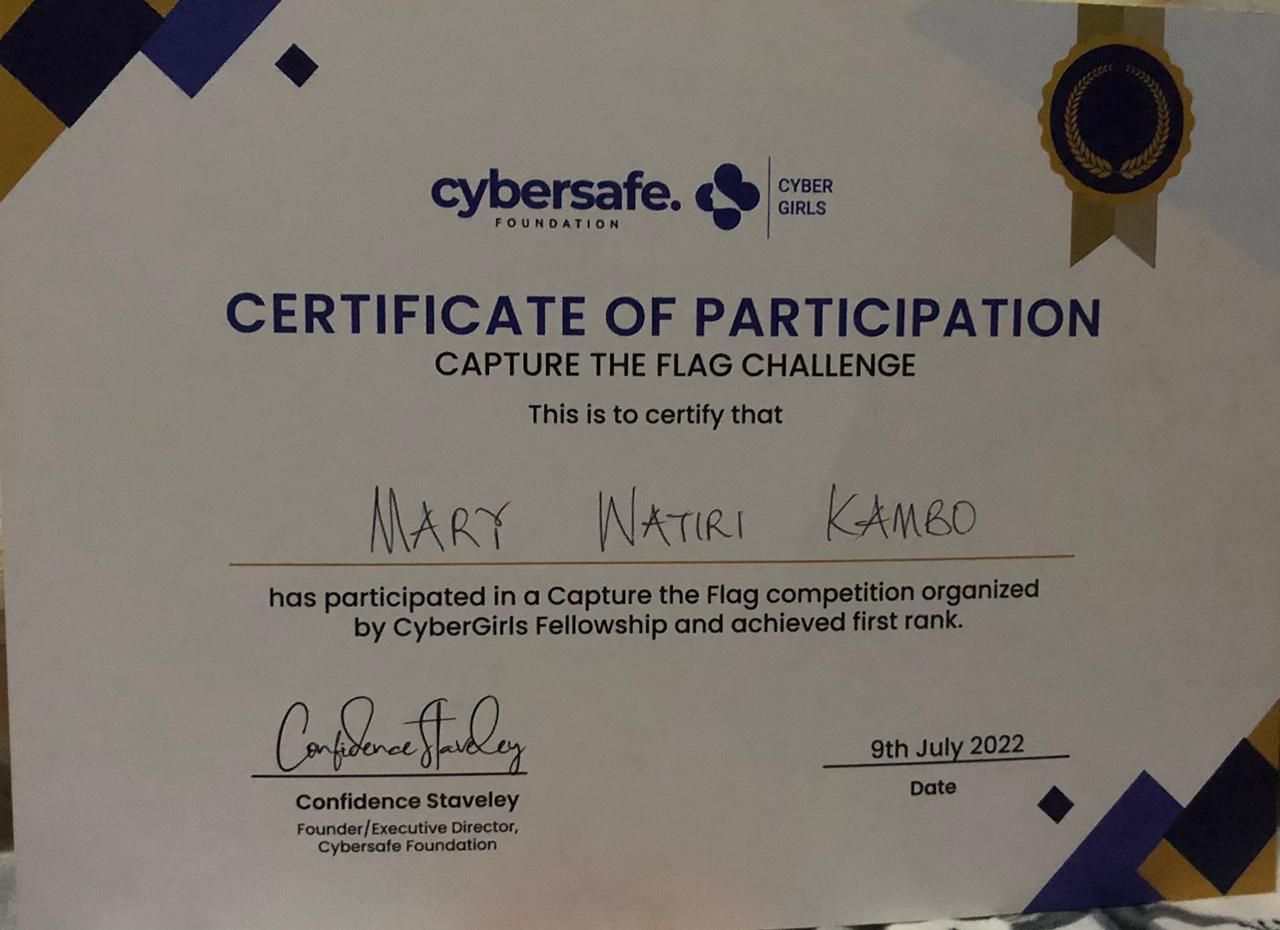 cybersafe.
FOUNDATION
CYBER
GIRLS
CERTIFICATE OF PARTICIPATION
CAPTURE THE FLAG CHALLENGE
This is to certify that
MARY WATIRI KAMBO
has participated in a Capture the Flag competition organized
by CyberGirls Fellowship and achieved first rank.
Confidence Staveley
9th July 2022
Confidence Staveley
Date
Founder/Executive Director,
Cybersafe Foundation